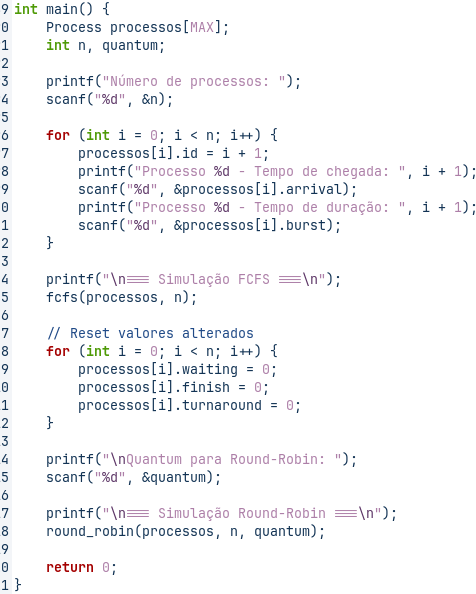 9 int main() {
0     Process processos[MAX];
1     int n, quantum;
2
3     printf("Número de processos: ");
4     scanf("%d", &n);
5
6     for (int i = 0; i < n; i++) {
7         processos[i].id = i + 1;
8         printf("Processo %d - Tempo de chegada: ", i + 1);
9         scanf("%d", &processos[i].arrival);
0         printf("Processo %d - Tempo de duração: ", i + 1);
1         scanf("%d", &processos[i].burst);
2     }
3
4     printf("\n=== Simulação FCFS ===\n");
5     fcfs(processos, n);
6
7     // Reset valores alterados
8     for (int i = 0; i < n; i++) {
9         processos[i].waiting = 0;
0         processos[i].finish = 0;
1         processos[i].turnaround = 0;
2     }
3
4     printf("\nQuantum para Round-Robin: ");
5     scanf("%d", &quantum);
6
7     printf("\n=== Simulação Round-Robin ===\n");
8     round_robin(processos, n, quantum);
9
0     return 0;
1 }